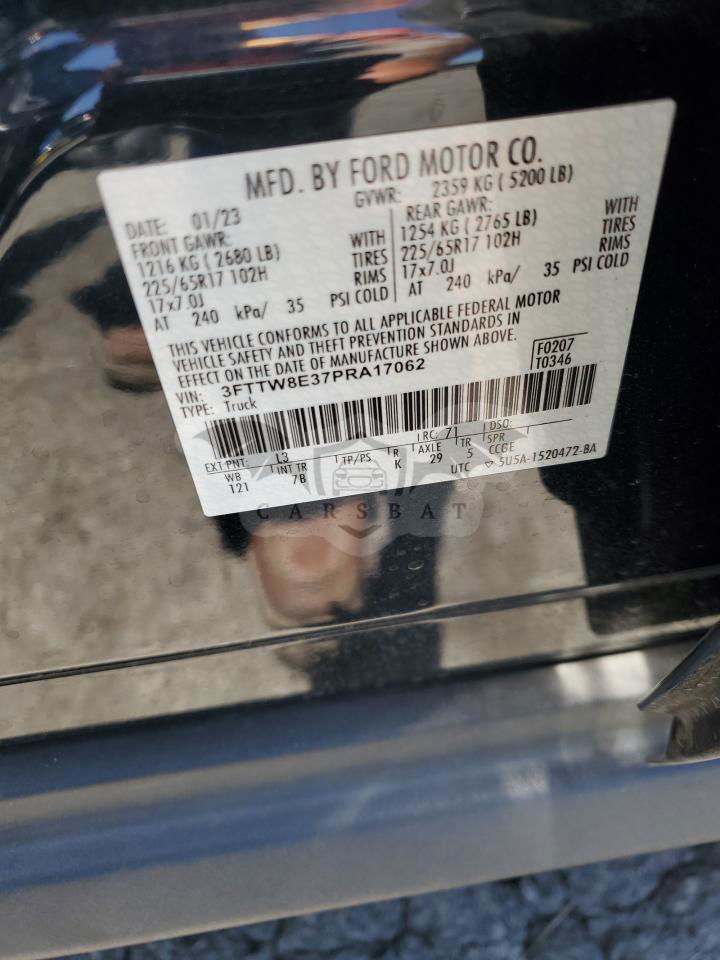 MFD. BY FORD MOTOR CO.
DATE: 01/23 GVWR: 2359 KG ( 5200 LB)
FRONT GAWR: REAR GAWR:
1216 KG ( 2680 LB) WITH 1254 KG ( 2765 LB) WITH
225/65R17 102H TIRES 225/65R17 102H TIRES
17x7.0J RIMS 17x7.0J RIMS
AT 240 kPa/ 35 PSI COLD AT 240 kPa/ 35 PSI COLD
THIS VEHICLE CONFORMS TO ALL APPLICABLE FEDERAL MOTOR
VEHICLE SAFETY AND THEFT PREVENTION STANDARDS IN
EFFECT ON THE DATE OF MANUFACTURE SHOWN ABOVE.
VIN: 3FTTW8E37PRA17062 F0207
TYPE: Truck T0346
EXT PNT: L3 RC: 71 DSO:
WB INT TR TP/PS R AXLE TR SPR
121 7B K 29 5 CCGE
UTC ▽ 5U5A-1520472-BA
CARSBAT